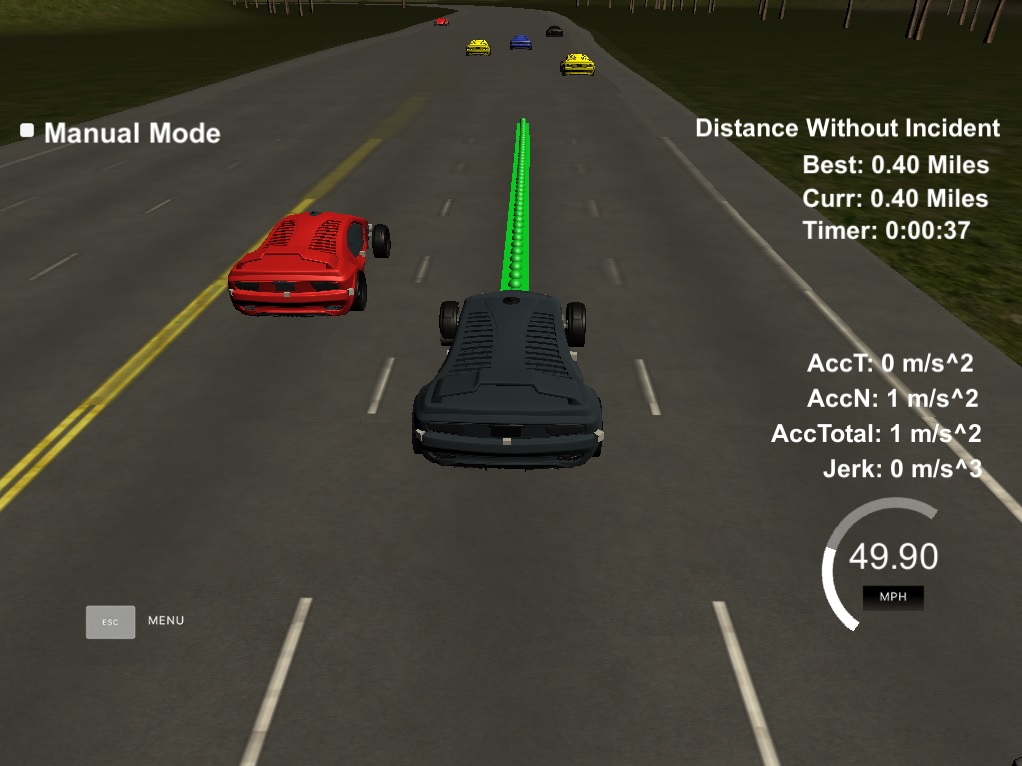 Manual Mode
Distance Without Incident
Best: 0.40 Miles
Curr: 0.40 Miles
Timer: 0:00:37
AccT: 0 m/s^2
AccN: 1 m/s^2
AccTotal: 1 m/s^2
Jerk: 0 m/s^3
49.90
MPH
ESC MENU